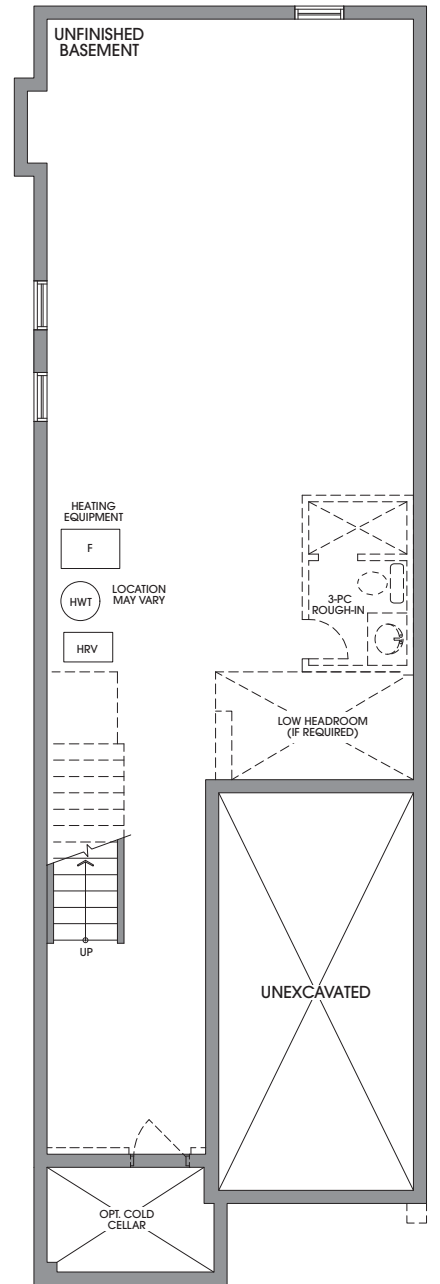 UNFINISHED
BASEMENT
HEATING
EQUIPMENT
F
HWT
LOCATION
MAY VARY
HRV
3-PC
ROUGH-IN
LOW HEADROOM
(IF REQUIRED)
UP
UNEXCAVATED
OPT. COLD
CELLAR